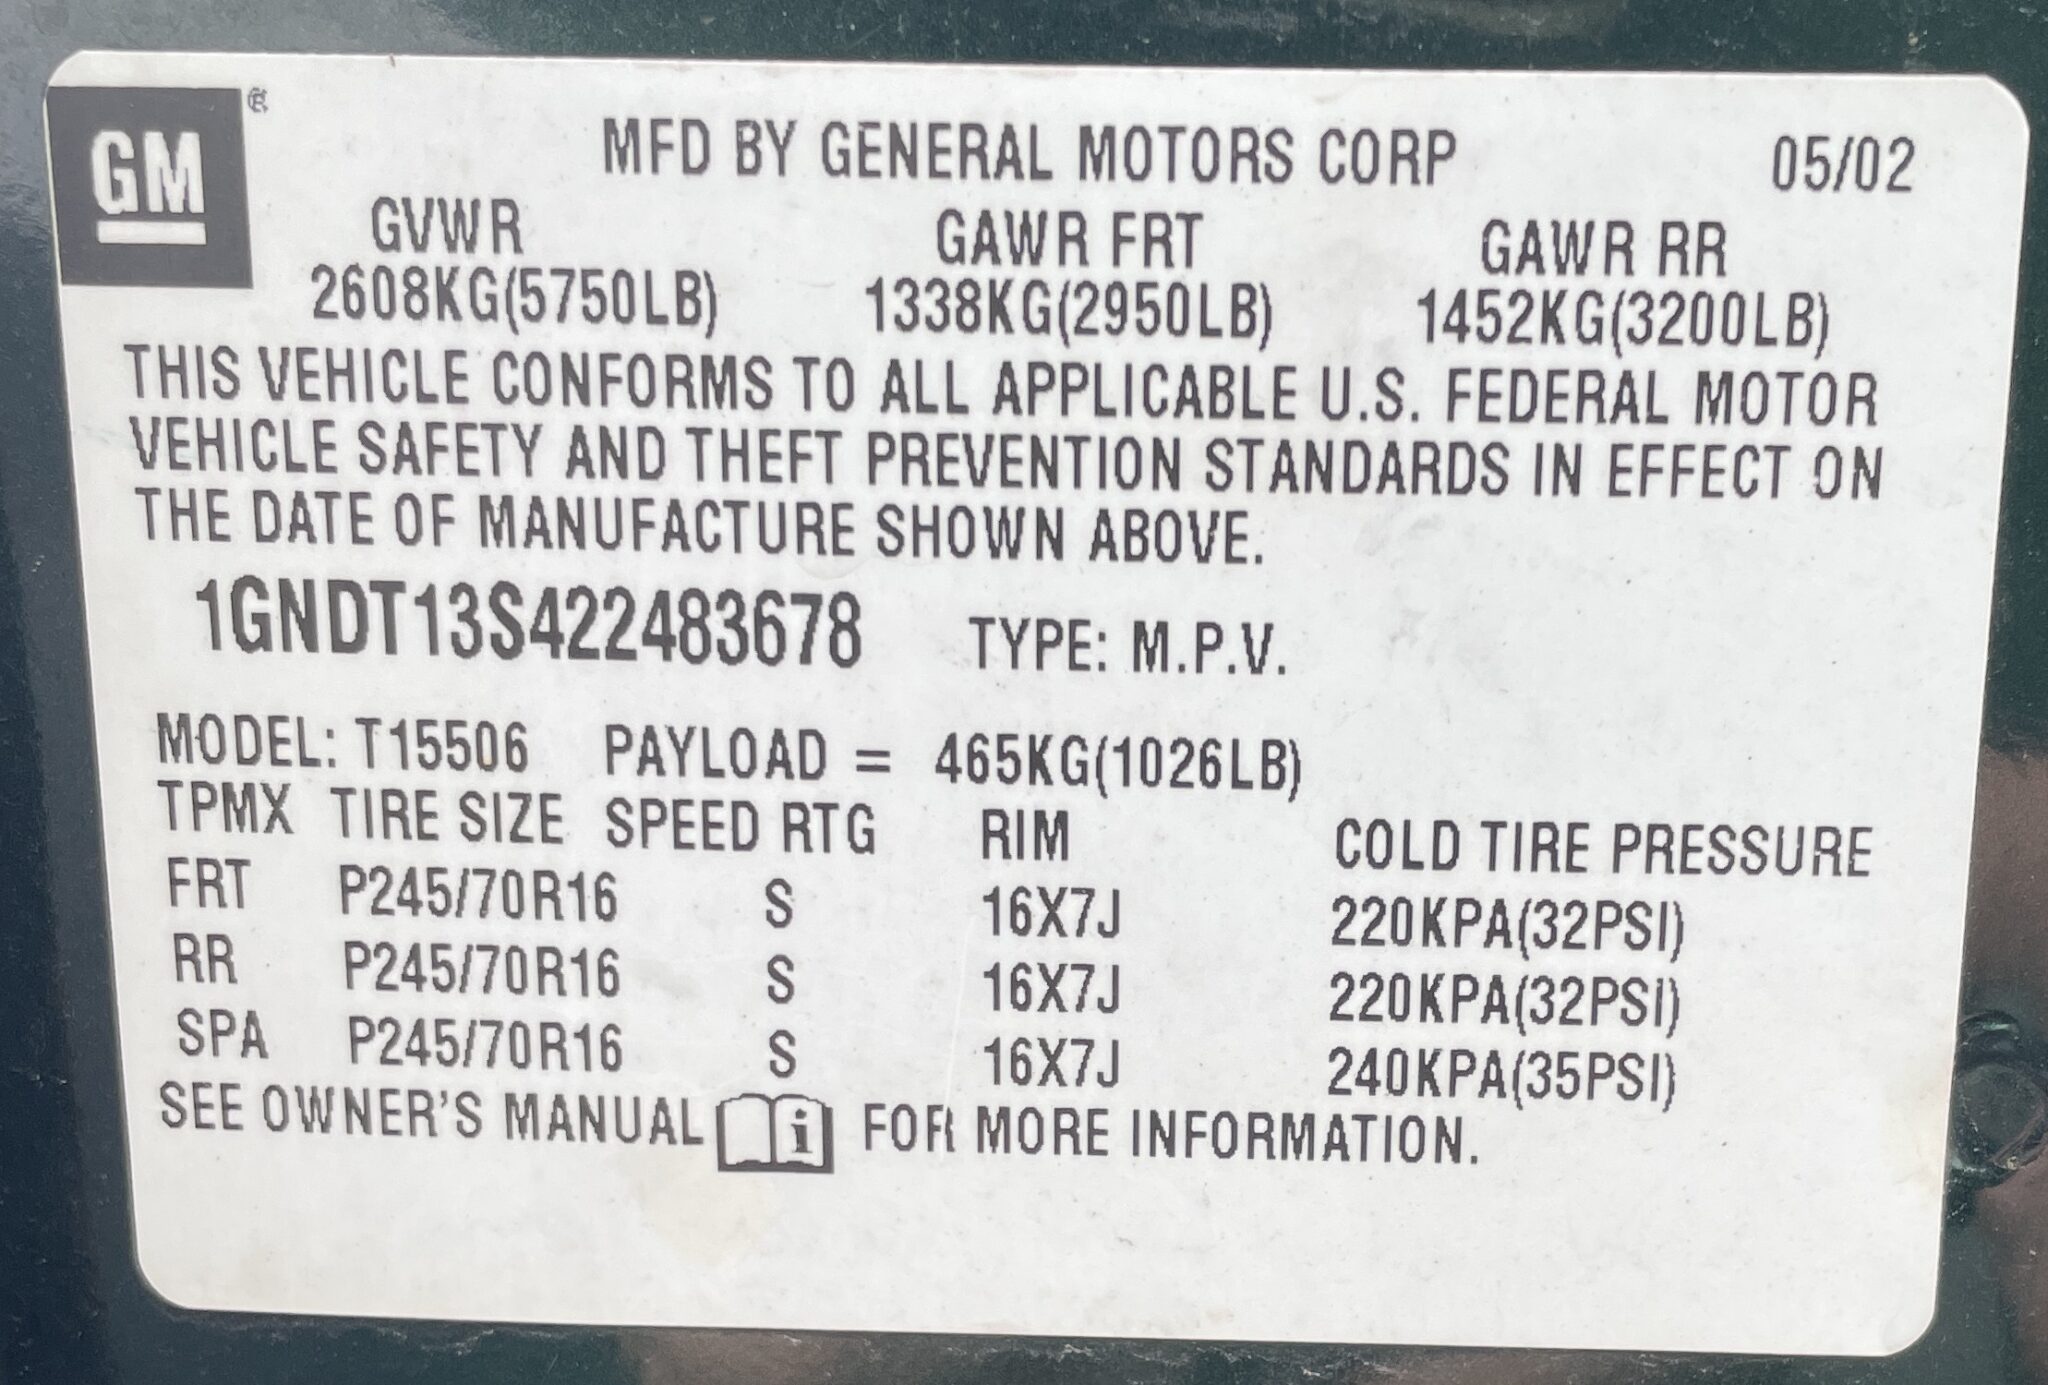 GM ®
MFD BY GENERAL MOTORS CORP 05/02
GVWR GAWR FRT GAWR RR
2608KG(5750LB) 1338KG(2950LB) 1452KG(3200LB)
THIS VEHICLE CONFORMS TO ALL APPLICABLE U.S. FEDERAL MOTOR
VEHICLE SAFETY AND THEFT PREVENTION STANDARDS IN EFFECT ON
THE DATE OF MANUFACTURE SHOWN ABOVE.
1GNDT13S422483678 TYPE: M.P.V.
MODEL: T15506 PAYLOAD = 465KG(1026LB)
TPMX TIRE SIZE SPEED RTG RIM COLD TIRE PRESSURE
FRT P245/70R16 S 16X7J 220KPA(32PSI)
RR P245/70R16 S 16X7J 220KPA(32PSI)
SPA P245/70R16 S 16X7J 240KPA(35PSI)
SEE OWNER'S MANUAL i FOR MORE INFORMATION.